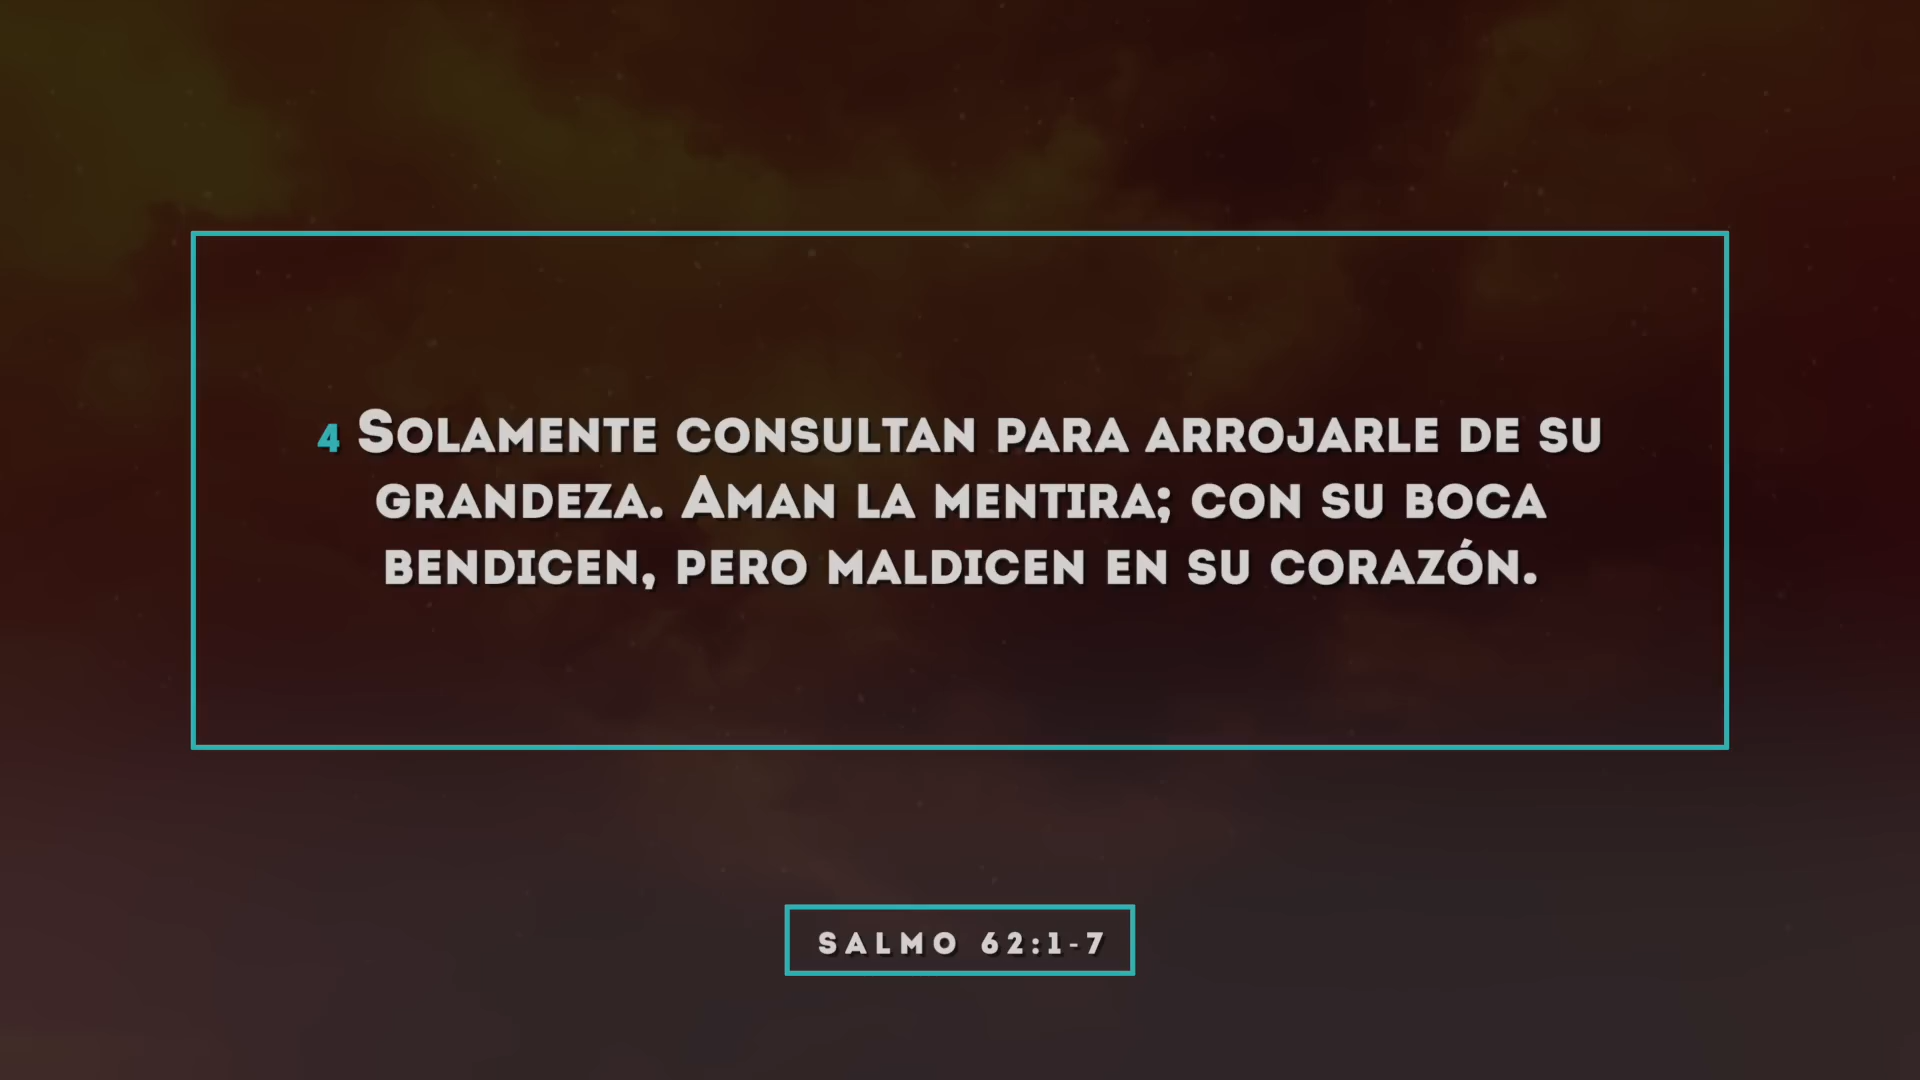 4 Solamente consultan para arrojarle de su
grandeza. Aman la mentira; con su boca
bendicen, pero maldicen en su corazón.
SALMO 62:1-7